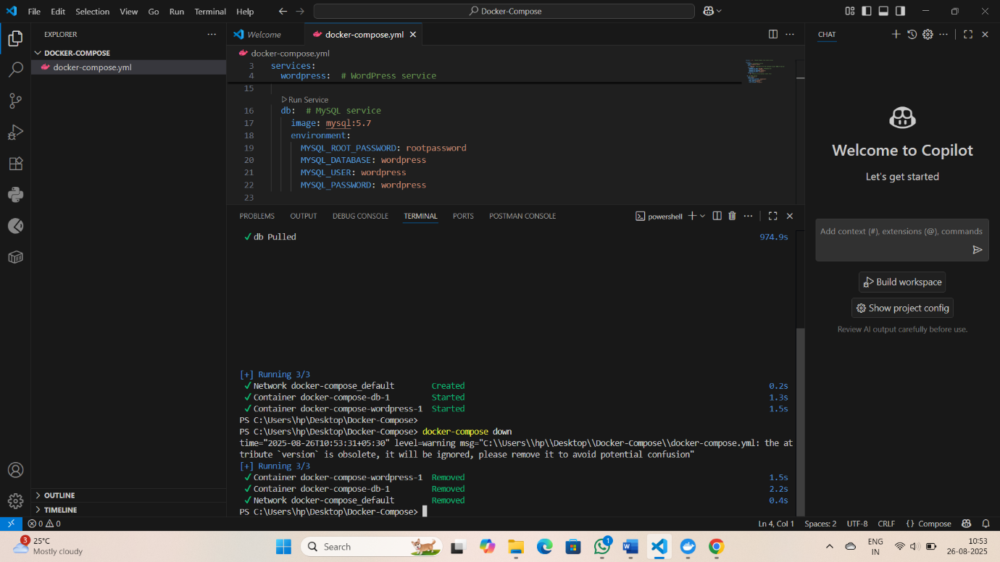 File Edit Selection View Go Run Terminal Help
Docker-Compose
EXPLORER
DOCKER-COMPOSE
docker-compose.yml
OUTLINE
TIMELINE
Welcome
docker-compose.yml
docker-compose.yml
3 services:
4 wordpress: # WordPress service
15
Run Service
16 db: # MySQL service
17 image: mysql:5.7
18 environment:
19 MYSQL_ROOT_PASSWORD: rootpassword
20 MYSQL_DATABASE: wordpress
21 MYSQL_USER: wordpress
22 MYSQL_PASSWORD: wordpress
23
PROBLEMS OUTPUT DEBUG CONSOLE TERMINAL PORTS POSTMAN CONSOLE
powershell
✓ db Pulled 974.9s
[+] Running 3/3
✓ Network docker-compose_default Created 0.2s
✓ Container docker-compose-db-1 Started 1.3s
✓ Container docker-compose-wordpress-1 Started 1.5s
PS C:\Users\hp\Desktop\Docker-Compose>
PS C:\Users\hp\Desktop\Docker-Compose> docker-compose down
time="2025-08-26T10:53:31+05:30" level=warning msg="C:\\Users\\hp\\Desktop\\Docker-Compose\\docker-compose.yml: the at
tribute `version` is obsolete, it will be ignored, please remove it to avoid potential confusion"
[+] Running 3/3
✓ Container docker-compose-wordpress-1 Removed 1.5s
✓ Container docker-compose-db-1 Removed 2.2s
✓ Network docker-compose_default Removed 0.4s
PS C:\Users\hp\Desktop\Docker-Compose>
CHAT
Welcome to Copilot
Let's get started
Add context (#), extensions (@), commands
Build workspace
Show project config
Review AI output carefully before use.
0 0
Ln 4, Col 1 Spaces: 2 UTF-8 CRLF {} Compose
3
25°C
Mostly cloudy
Search
1
ENG
IN
10:53
26-08-2025